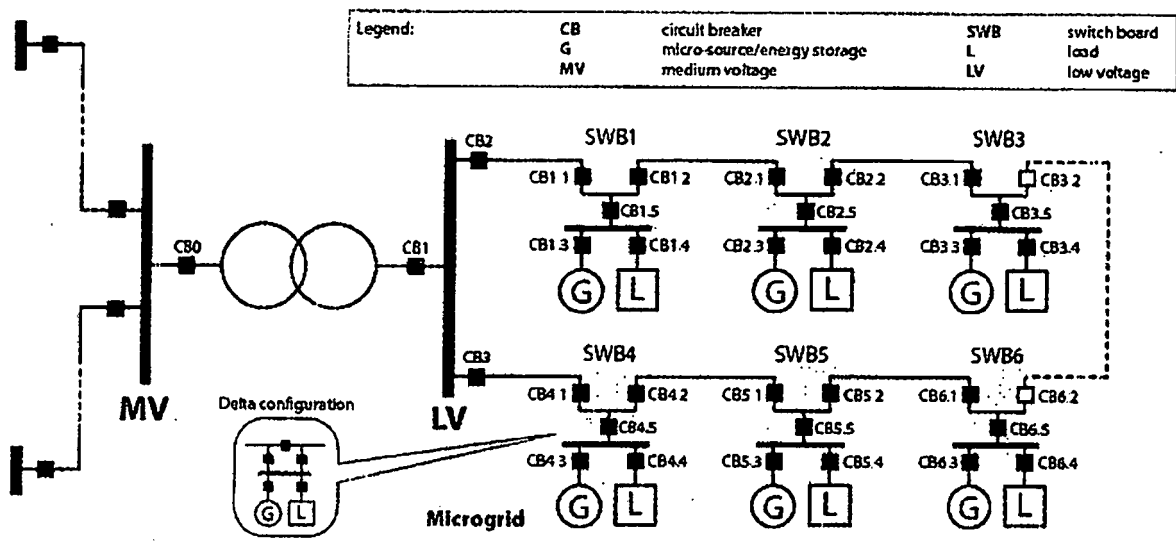 Legend: CB circuit breaker SWB switch board
G micro-source/energy storage L load
MV medium voltage LV low voltage
SWB1 SWB2 SWB3
CB2
CB1.1 CB1.2 CB2.1 CB2.2 CB3.1 CB3.2
CB1.5 CB2.5 CB3.5
CB0 CB1
CB1.3 CB1.4 CB2.3 CB2.4 CB3.3 CB3.4
G L G L G L
SWB4 SWB5 SWB6
CB3
CB4.1 CB4.2 CB5.1 CB5.2 CB6.1 CB6.2
MV LV
Delta configuration
CB4.5 CB5.5 CB6.5
CB4.3 CB4.4 CB5.3 CB5.4 CB6.3 CB6.4
G L
G L G L G L
Microgrid